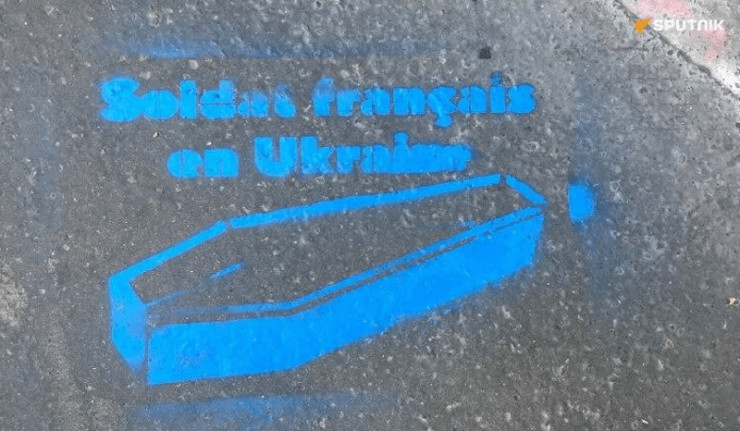 SPUTNIK
Soldat français
en Ukraine